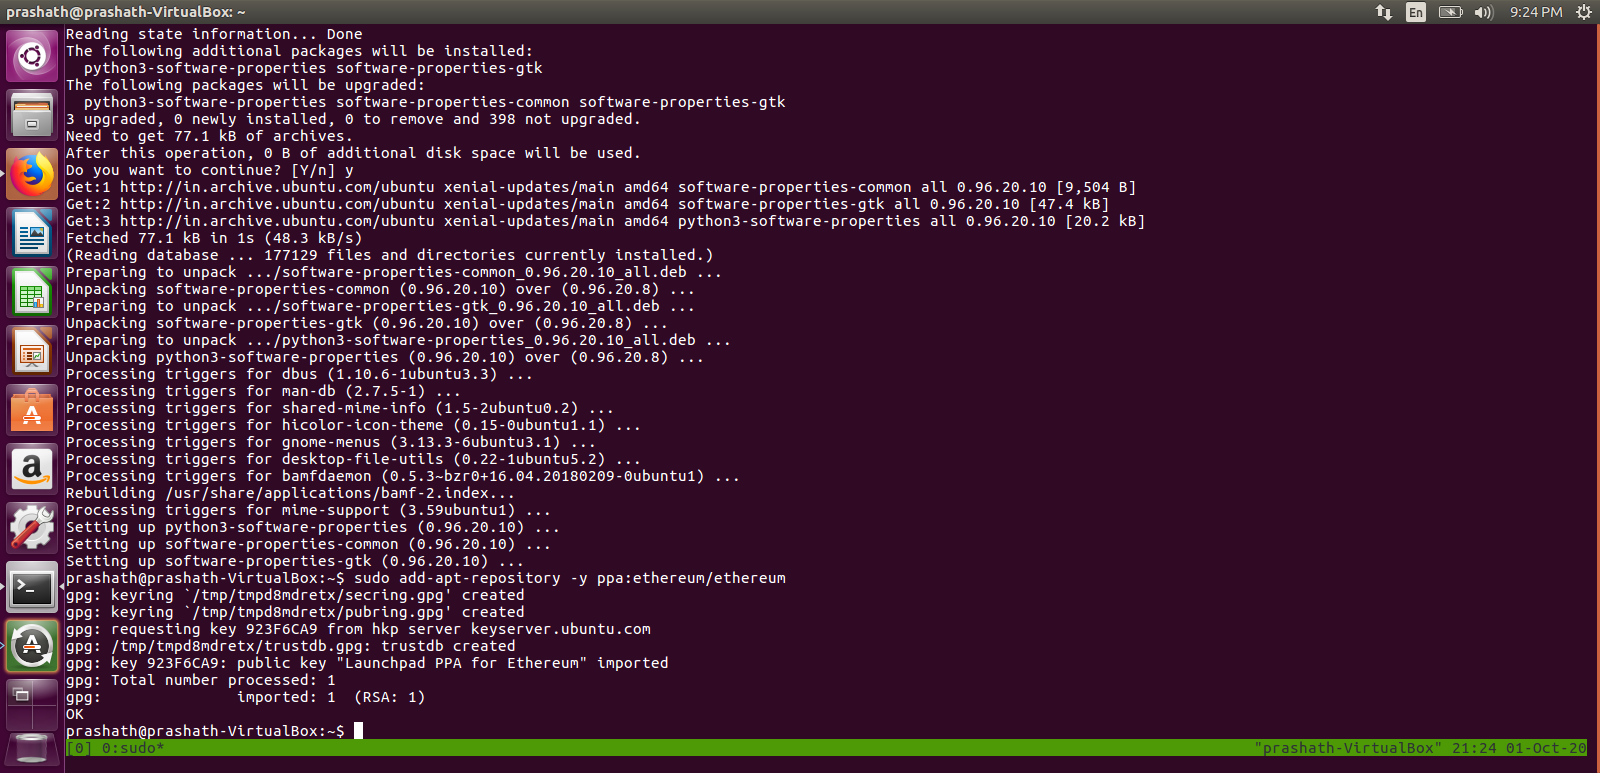 prashath@prashath-VirtualBox: ~
En
9:24 PM
Reading state information... Done
The following additional packages will be installed:
  python3-software-properties software-properties-gtk
The following packages will be upgraded:
  python3-software-properties software-properties-common software-properties-gtk
3 upgraded, 0 newly installed, 0 to remove and 398 not upgraded.
Need to get 77.1 kB of archives.
After this operation, 0 B of additional disk space will be used.
Do you want to continue? [Y/n] y
Get:1 http://in.archive.ubuntu.com/ubuntu xenial-updates/main amd64 software-properties-common all 0.96.20.10 [9,504 B]
Get:2 http://in.archive.ubuntu.com/ubuntu xenial-updates/main amd64 software-properties-gtk all 0.96.20.10 [47.4 kB]
Get:3 http://in.archive.ubuntu.com/ubuntu xenial-updates/main amd64 python3-software-properties all 0.96.20.10 [20.2 kB]
Fetched 77.1 kB in 1s (48.3 kB/s)
(Reading database ... 177129 files and directories currently installed.)
Preparing to unpack .../software-properties-common_0.96.20.10_all.deb ...
Unpacking software-properties-common (0.96.20.10) over (0.96.20.8) ...
Preparing to unpack .../software-properties-gtk_0.96.20.10_all.deb ...
Unpacking software-properties-gtk (0.96.20.10) over (0.96.20.8) ...
Preparing to unpack .../python3-software-properties_0.96.20.10_all.deb ...
Unpacking python3-software-properties (0.96.20.10) over (0.96.20.8) ...
Processing triggers for dbus (1.10.6-1ubuntu3.3) ...
Processing triggers for man-db (2.7.5-1) ...
Processing triggers for shared-mime-info (1.5-2ubuntu0.2) ...
Processing triggers for hicolor-icon-theme (0.15-0ubuntu1.1) ...
Processing triggers for gnome-menus (3.13.3-6ubuntu3.1) ...
Processing triggers for desktop-file-utils (0.22-1ubuntu5.2) ...
Processing triggers for bamfdaemon (0.5.3~bzr0+16.04.20180209-0ubuntu1) ...
Rebuilding /usr/share/applications/bamf-2.index...
Processing triggers for mime-support (3.59ubuntu1) ...
Setting up python3-software-properties (0.96.20.10) ...
Setting up software-properties-common (0.96.20.10) ...
Setting up software-properties-gtk (0.96.20.10) ...
prashath@prashath-VirtualBox:~$ sudo add-apt-repository -y ppa:ethereum/ethereum
gpg: keyring `/tmp/tmpd8mdretx/secring.gpg' created
gpg: keyring `/tmp/tmpd8mdretx/pubring.gpg' created
gpg: requesting key 923F6CA9 from hkp server keyserver.ubuntu.com
gpg: /tmp/tmpd8mdretx/trustdb.gpg: trustdb created
gpg: key 923F6CA9: public key "Launchpad PPA for Ethereum" imported
gpg: Total number processed: 1
gpg:               imported: 1  (RSA: 1)
OK
prashath@prashath-VirtualBox:~$
[0] 0:sudo* "prashath-VirtualBox" 21:24 01-Oct-20